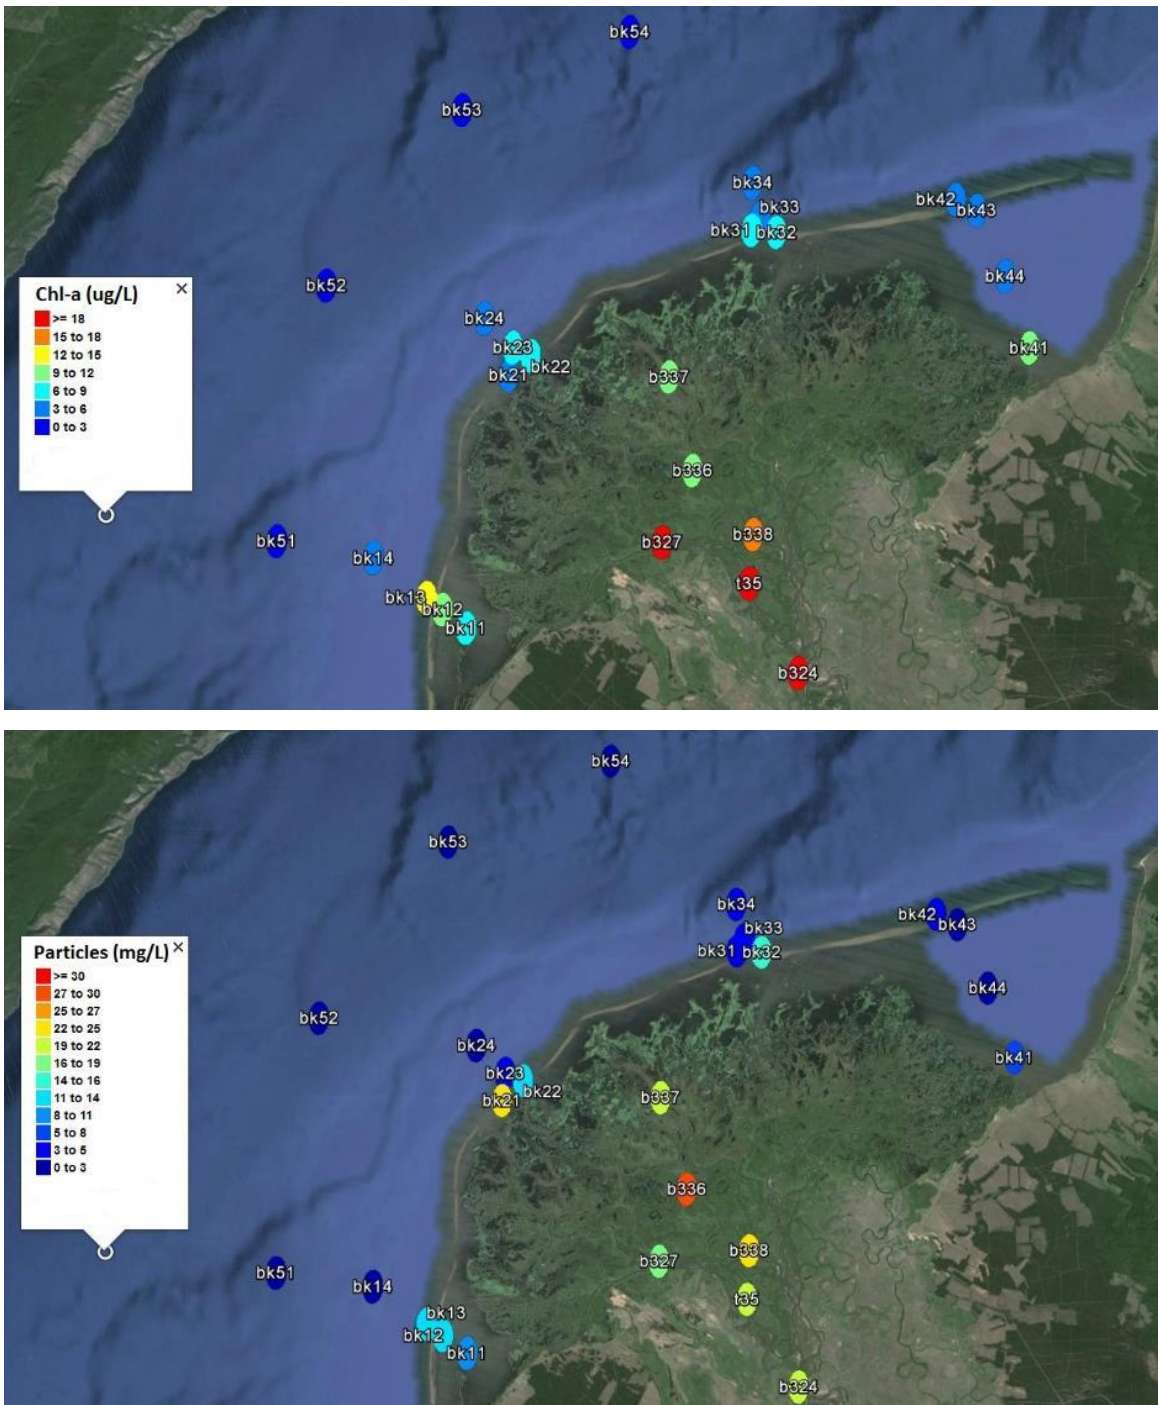 bk54
bk53
bk34
bk42
bk33
bk43
bk31
bk32
bk44
bk52
Chl-a (ug/L)
>= 18
15 to 18
12 to 15
9 to 12
6 to 9
3 to 6
0 to 3
bk24
bk23
bk22
bk21
bk41
b337
b336
b338
b327
bk51
bk14
t35
bk13
bk12
bk11
b324
bk54
bk53
bk34
bk42
bk43
bk33
bk31
bk32
Particles (mg/L)
>= 30
27 to 30
25 to 27
22 to 25
19 to 22
16 to 19
14 to 16
11 to 14
8 to 11
5 to 8
3 to 5
0 to 3
bk44
bk52
bk24
bk41
bk23
bk22
bk21
b337
b336
b338
b327
bk51
bk14
t35
bk13
bk12
bk11
b324